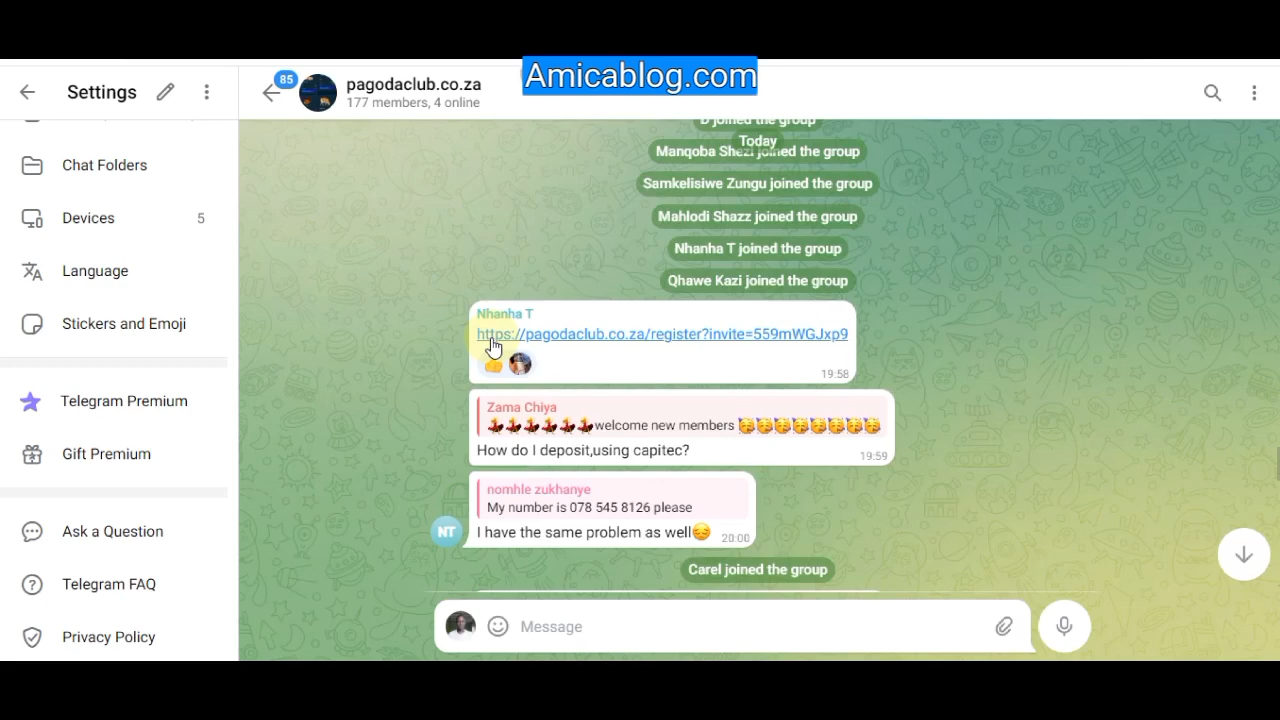 Amicablog.com
Settings
85
pagodaclub.co.za
177 members, 4 online
Chat Folders
Devices
5
Language
Stickers and Emoji
Telegram Premium
Gift Premium
Ask a Question
Telegram FAQ
Privacy Policy
D joined the group
Today
Manqoba Shezi joined the group
Samkelisiwe Zungu joined the group
Mahlodi Shazz joined the group
Nhanha T joined the group
Qhawe Kazi joined the group
Nhanha T
https://pagodaclub.co.za/register?invite=559mWGJxp9
👍
19:58
Zama Chiya
💃💃💃💃💃💃welcome new members 🥳🥳🥳🥳🥳🥳🥳🥳
How do I deposit,using capitec?
19:59
nomhle zukhanye
My number is 078 545 8126 please
NT
I have the same problem as well😔
20:00
Carel joined the group
Message